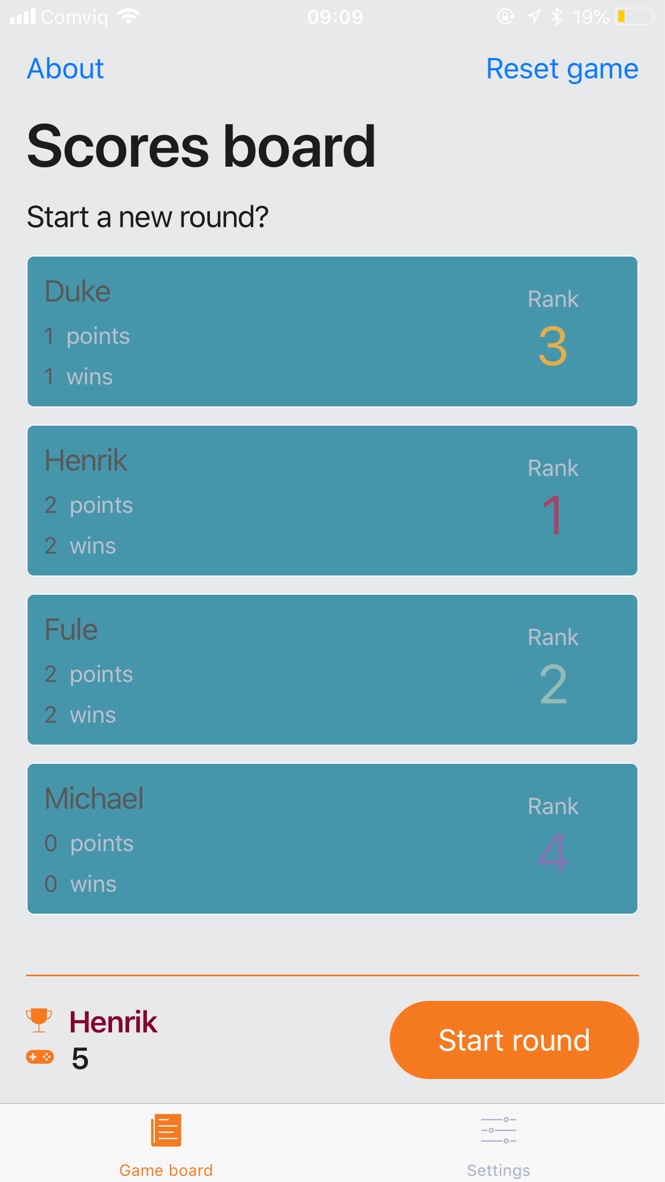 Comviq 09:09 19%
About Reset game
Scores board
Start a new round?
Duke
Rank
1 points
3
1 wins
Henrik
Rank
2 points
1
2 wins
Fule
Rank
2 points
2
2 wins
Michael
Rank
0 points
4
0 wins
Henrik
5
Start round
Game board Settings